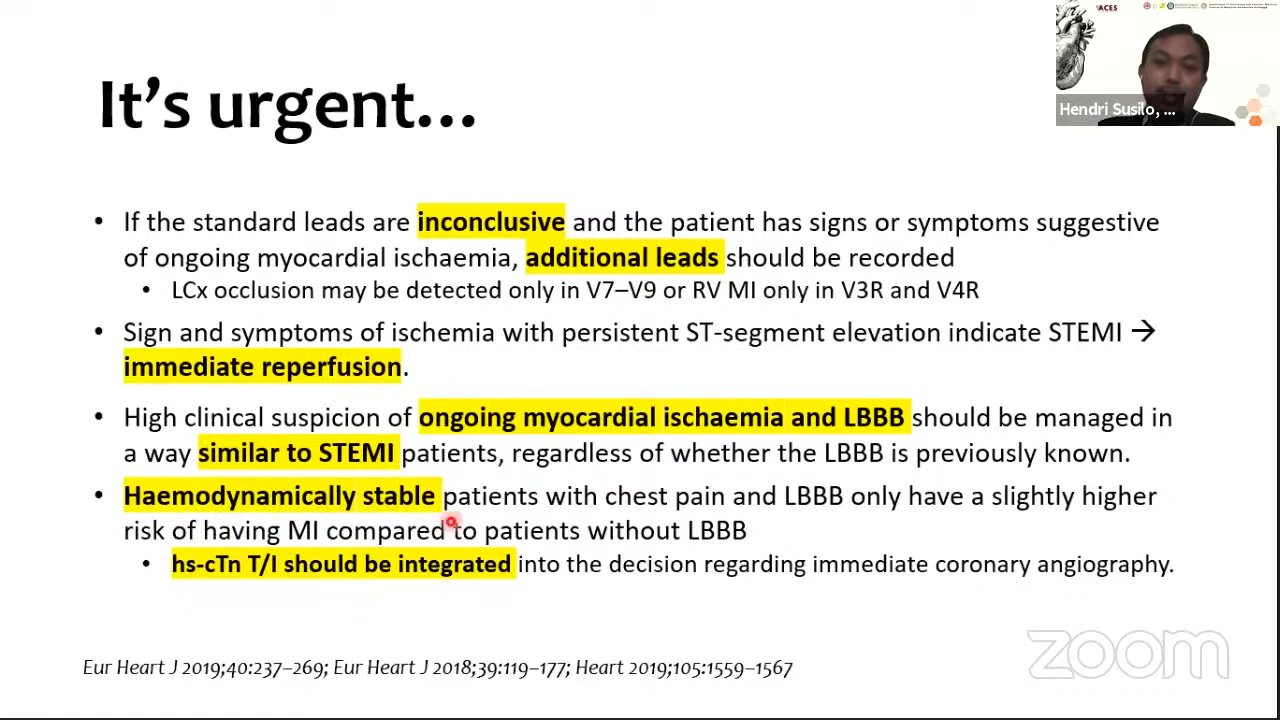 ACES
Hendri Susilo, ...
It's urgent...
• If the standard leads are inconclusive and the patient has signs or symptoms suggestive
of ongoing myocardial ischaemia, additional leads should be recorded
• LCx occlusion may be detected only in V7–V9 or RV MI only in V3R and V4R
• Sign and symptoms of ischemia with persistent ST-segment elevation indicate STEMI →
immediate reperfusion.
• High clinical suspicion of ongoing myocardial ischaemia and LBBB should be managed in
a way similar to STEMI patients, regardless of whether the LBBB is previously known.
• Haemodynamically stable patients with chest pain and LBBB only have a slightly higher
risk of having MI compared to patients without LBBB
• hs-cTn T/I should be integrated into the decision regarding immediate coronary angiography.
Eur Heart J 2019;40:237–269; Eur Heart J 2018;39:119–177; Heart 2019;105:1559–1567
zoom